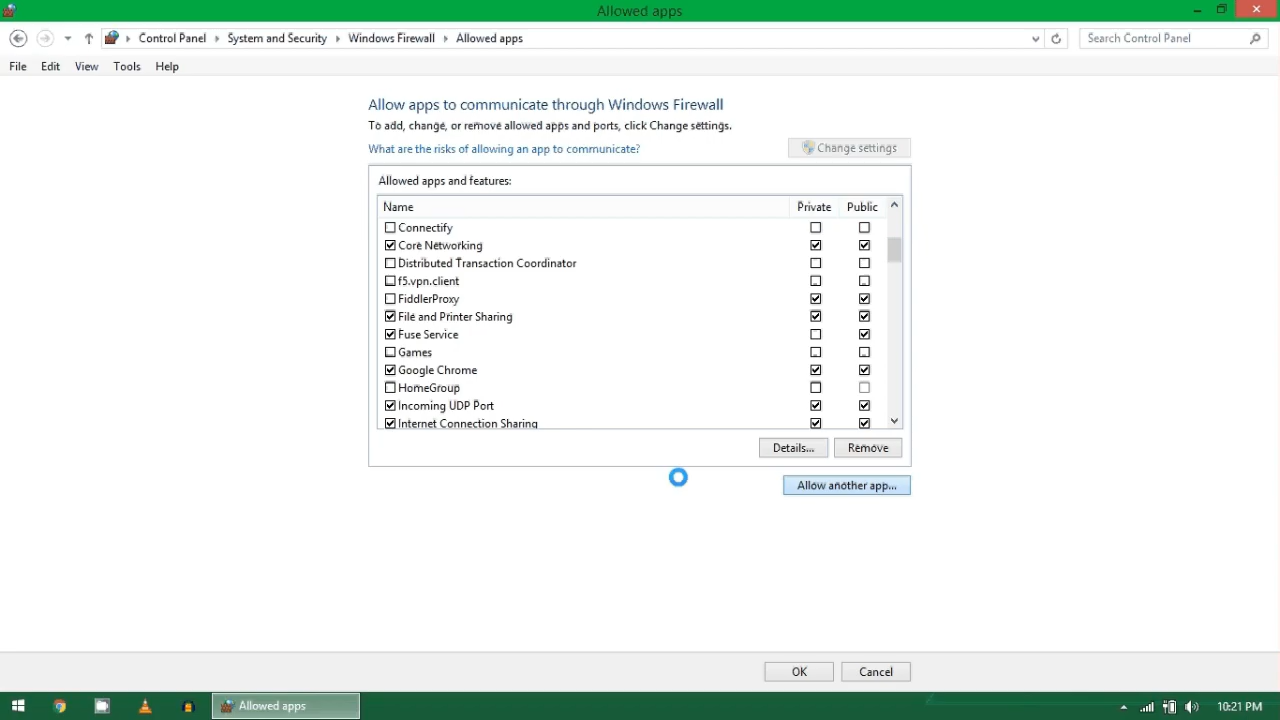 Allowed apps
Control Panel System and Security Windows Firewall Allowed apps
Search Control Panel
File Edit View Tools Help
Allow apps to communicate through Windows Firewall
To add, change, or remove allowed apps and ports, click Change settings.
What are the risks of allowing an app to communicate?
Change settings
Allowed apps and features:
Name Private Public
Connectify
Core Networking
Distributed Transaction Coordinator
f5.vpn.client
FiddlerProxy
File and Printer Sharing
Fuse Service
Games
Google Chrome
HomeGroup
Incoming UDP Port
Internet Connection Sharing
Details... Remove
Allow another app...
OK Cancel
Allowed apps
10:21 PM